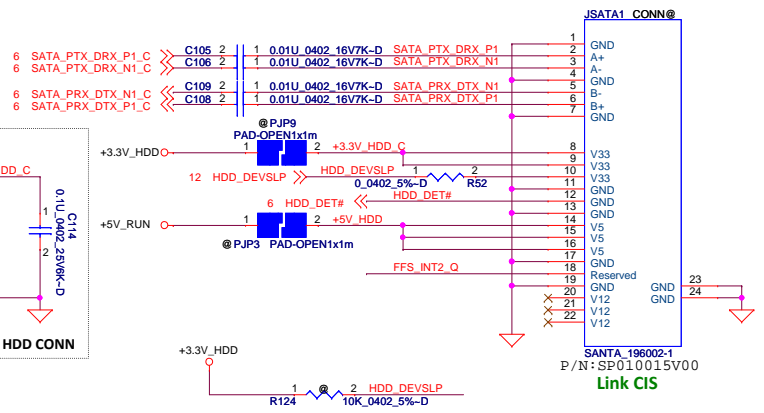 JSATA1 CONN@
6 SATA_PTX_DRX_P1_C C105 2 1 0.01U_0402_16V7K~D SATA_PTX_DRX_P1
6 SATA_PTX_DRX_N1_C C106 2 1 0.01U_0402_16V7K~D SATA_PTX_DRX_N1
6 SATA_PRX_DTX_N1_C C109 2 1 0.01U_0402_16V7K~D SATA_PRX_DTX_N1
6 SATA_PRX_DTX_P1_C C108 2 1 0.01U_0402_16V7K~D SATA_PRX_DTX_P1
1 GND
2 A+
3 A-
4 GND
5 B-
6 B+
7 GND
@PJP9
PAD-OPEN1x1m
+3.3V_HDD 1 2 +3.3V_HDD_C
12 HDD_DEVSLP HDD_DEVSLP 1 2
0_0402_5%~D R52
6 HDD_DET# HDD_DET#
+5V_RUN 1 2 +5V_HDD
@PJP3 PAD-OPEN1x1m
FFS_INT2_Q
8 V33
9 V33
10 V33
11 GND
12 GND
13 GND
14 V5
15 V5
16 V5
17 GND
18 Reserved
19 GND
20 V12
21 V12
22 V12
GND 23
GND 24
SANTA_196002-1
P/N:SP010015V00
Link CIS
DD_C
1
2
C114
0.1U_0402_25V6K~D
HDD CONN
+3.3V_HDD
1 @ 2 HDD_DEVSLP
R124 10K_0402_5%~D